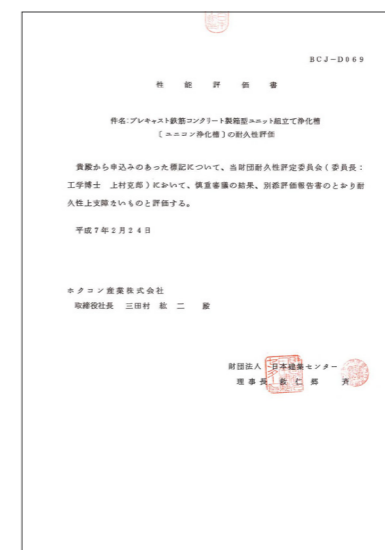 BCJ-D069
性能評価書
件名:プレキャスト鉄筋コンクリート製箱型ユニット組立て浄化槽
〔ユニコン浄化槽〕の耐久性評価
貴殿から申込みのあった標記について、当財団耐久性評定委員会(委員長:
工学博士 上村克郎)において、慎重審議の結果、別添評価報告書のとおり耐
久性上支障ないものと評価する。
平成7年2月24日
ホクコン産業株式会社
取締役社長 三田村 紘二 殿
財団法人 日本建築センター
理事長 救仁郷 斉